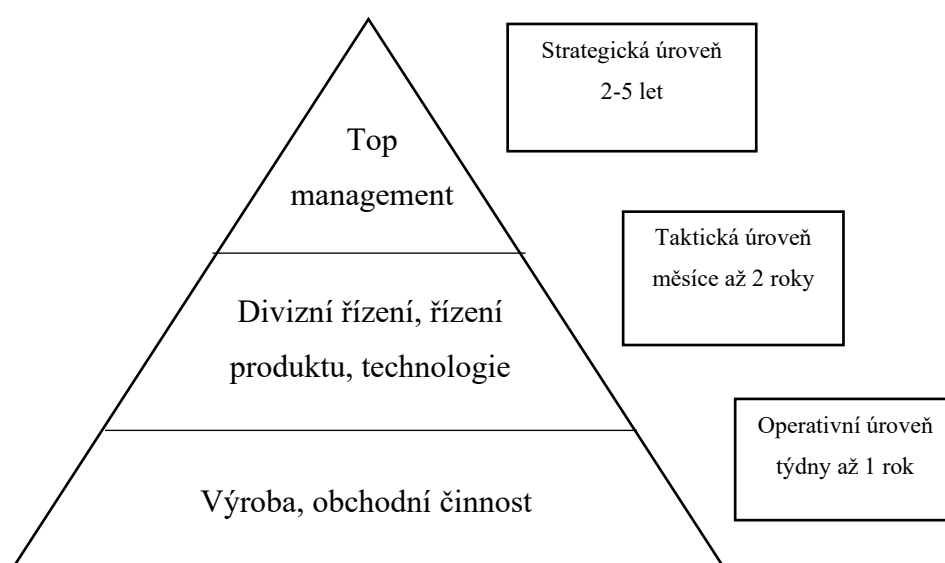 Strategická úroveň
2-5 let
Top
management
Taktická úroveň
měsíce až 2 roky
Divizní řízení, řízení
produktu, technologie
Operativní úroveň
týdny až 1 rok
Výroba, obchodní činnost